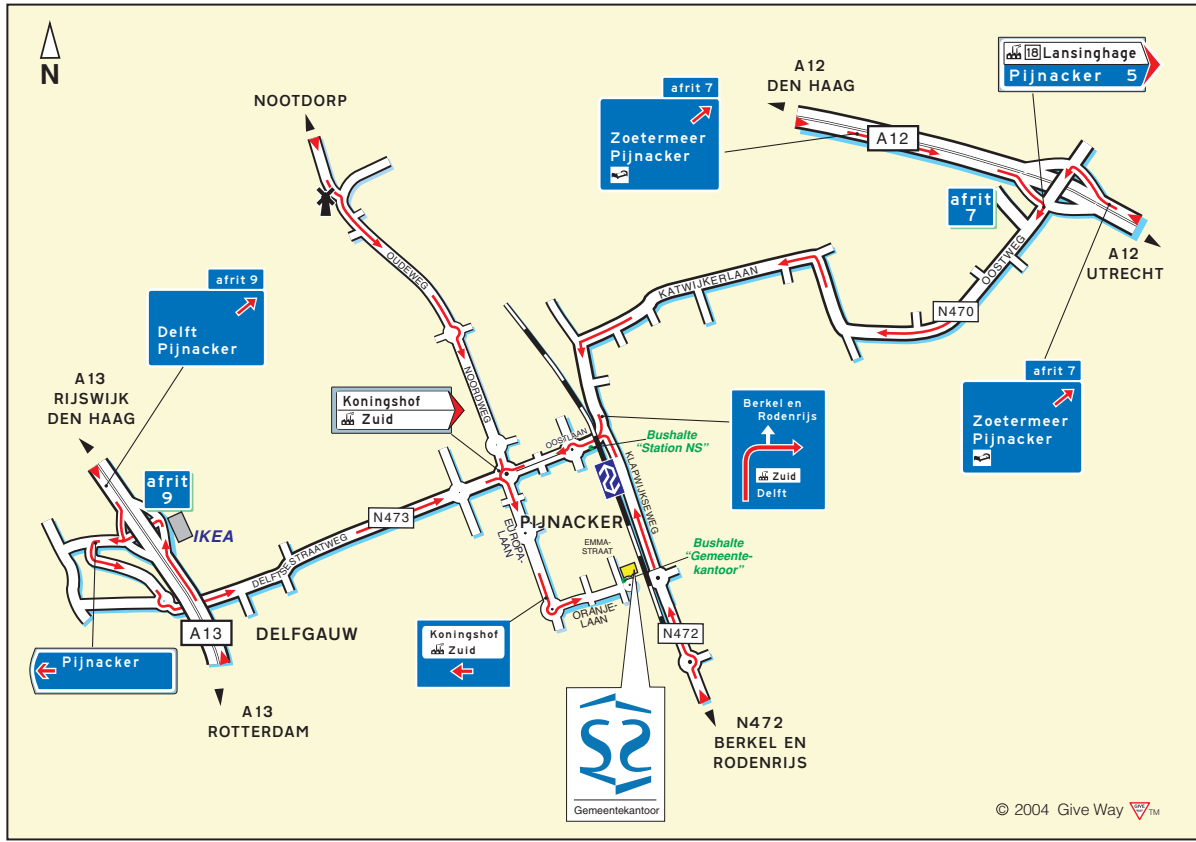 N
NOOTDORP
A12
DEN HAAG
afrit 7
Zoetermeer
Pijnacker
18 Lansinghage
Pijnacker 5
A12
afrit
7
A12
UTRECHT
OOSTWEG
N470
KATWIJKERLAAN
OUDEWEG
NOORDWEG
afrit 9
Delft
Pijnacker
A13
RIJSWIJK
DEN HAAG
afrit
9
IKEA
Koningshof
Zuid
OOSTLAAN
Bushalte
"Station NS"
Berkel en
Rodenrijs
Zuid
Delft
afrit 7
Zoetermeer
Pijnacker
N473
DELFTSESTRAATWEG
PIJNACKER
EUROPA-
LAAN
EMMA-
STRAAT
KLAPWIJKSEWEG
Bushalte
"Gemeente-
kantoor"
ORANJE-
LAAN
A13
DELFGAUW
Pijnacker
Koningshof
Zuid
N472
A13
ROTTERDAM
N472
BERKEL EN
RODENRIJS
Gemeentekantoor
© 2004 Give Way GIVE WAY TM